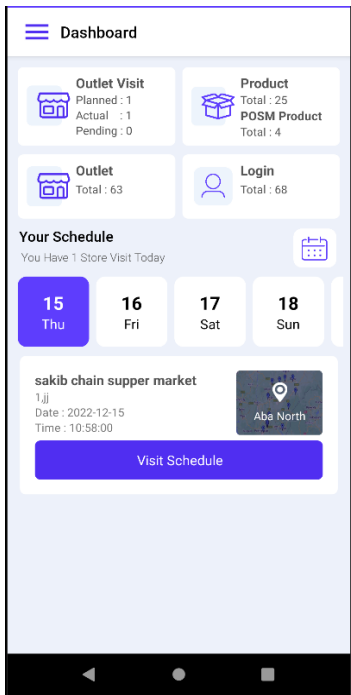 Dashboard
Outlet Visit
Planned : 1
Actual : 1
Pending : 0
Product
Total : 25
POSM Product
Total : 4
Outlet
Total : 63
Login
Total : 68
Your Schedule
You Have 1 Store Visit Today
15
Thu
16
Fri
17
Sat
18
Sun
sakib chain supper market
1,jj
Date : 2022-12-15
Time : 10:58:00
Aba North
Visit Schedule